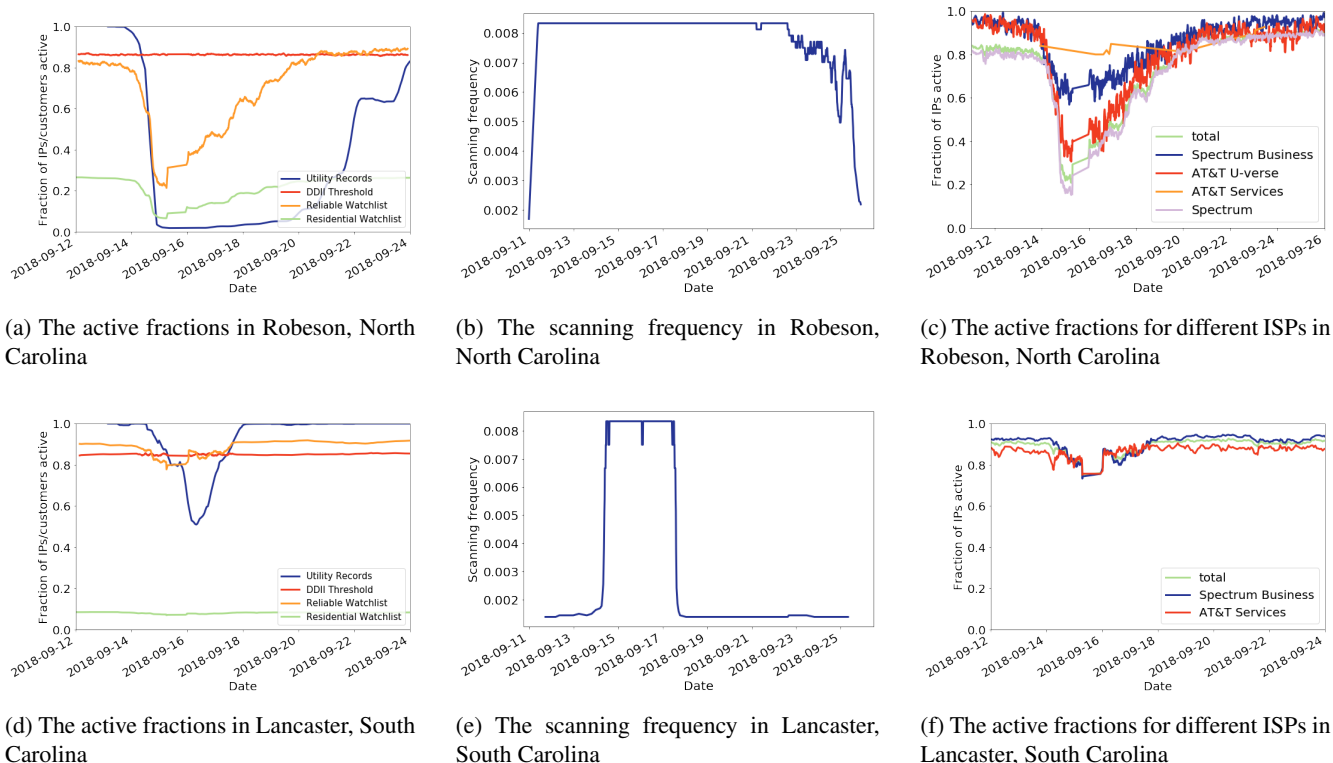 1.0
0.8
0.6
0.4
0.2
0.0
Fraction of IPs/customers active
Utility Records
DDII Threshold
Reliable Watchlist
Residential Watchlist
2018-09-12
2018-09-14
2018-09-16
2018-09-18
2018-09-20
2018-09-22
2018-09-24
Date
(a) The active fractions in Robeson, North
Carolina
0.008
0.007
0.006
0.005
0.004
0.003
0.002
Scanning frequency
2018-09-11
2018-09-13
2018-09-15
2018-09-17
2018-09-19
2018-09-21
2018-09-23
2018-09-25
Date
(b) The scanning frequency in Robeson,
North Carolina
1.0
0.8
0.6
0.4
0.2
0.0
Fraction of IPs active
total
Spectrum Business
AT&T U-verse
AT&T Services
Spectrum
2018-09-12
2018-09-14
2018-09-16
2018-09-18
2018-09-20
2018-09-22
2018-09-24
2018-09-26
Date
(c) The active fractions for different ISPs in
Robeson, North Carolina
1.0
0.8
0.6
0.4
0.2
0.0
Fraction of IPs/customers active
Utility Records
DDII Threshold
Reliable Watchlist
Residential Watchlist
2018-09-12
2018-09-14
2018-09-16
2018-09-18
2018-09-20
2018-09-22
2018-09-24
Date
(d) The active fractions in Lancaster, South
Carolina
0.008
0.007
0.006
0.005
0.004
0.003
0.002
Scanning frequency
2018-09-11
2018-09-13
2018-09-15
2018-09-17
2018-09-19
2018-09-21
2018-09-23
2018-09-25
Date
(e) The scanning frequency in Lancaster,
South Carolina
1.0
0.8
0.6
0.4
0.2
0.0
Fraction of IPs active
total
Spectrum Business
AT&T Services
2018-09-12
2018-09-14
2018-09-16
2018-09-18
2018-09-20
2018-09-22
2018-09-24
Date
(f) The active fractions for different ISPs in
Lancaster, South Carolina